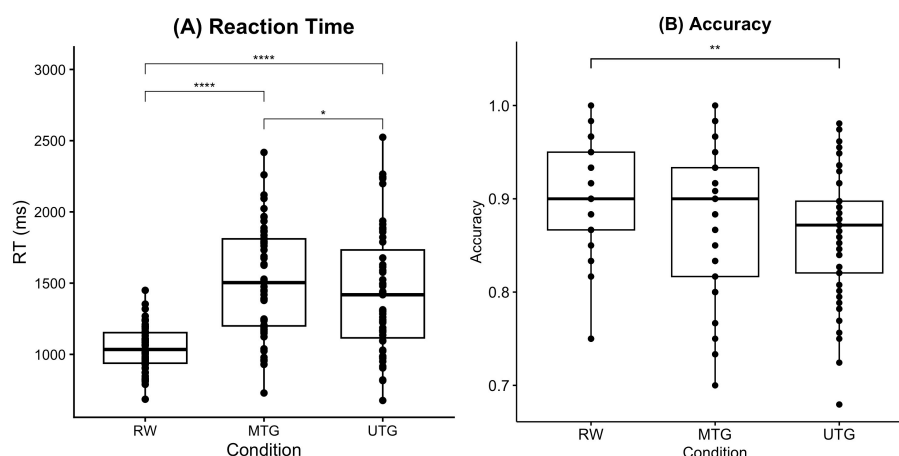 (A) Reaction Time
RT (ms)
3000
2500
2000
1500
1000
****
****
*
RW
MTG
UTG
Condition
(B) Accuracy
Accuracy
1.0
0.9
0.8
0.7
**
RW
MTG
UTG
Condition